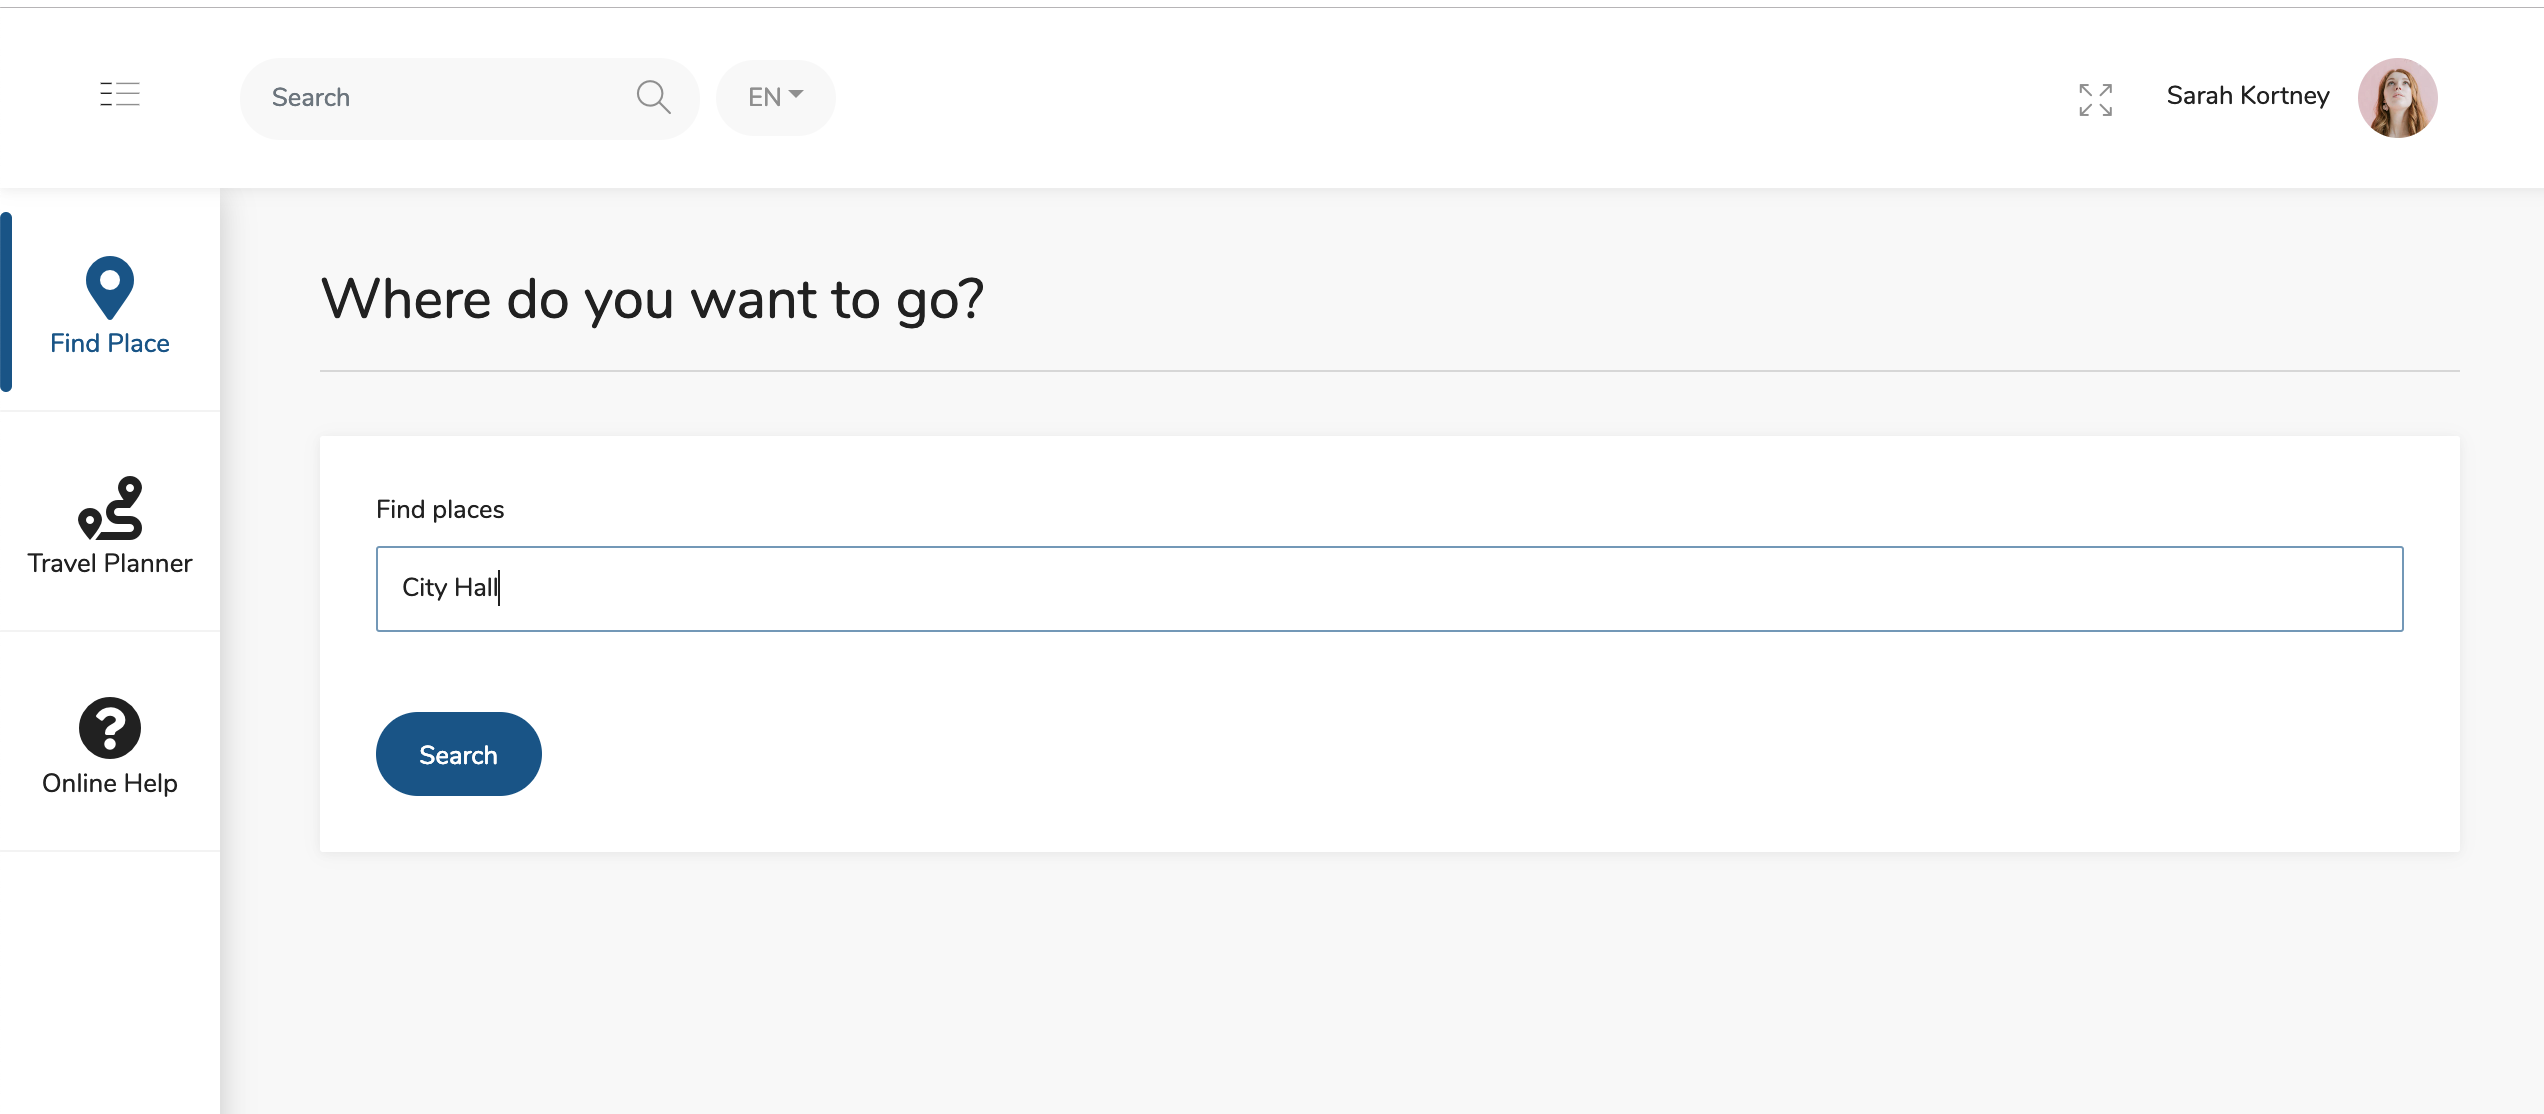 Search
EN
Sarah Kortney
Find Place
Travel Planner
Online Help
Where do you want to go?
Find places
City Hall
Search